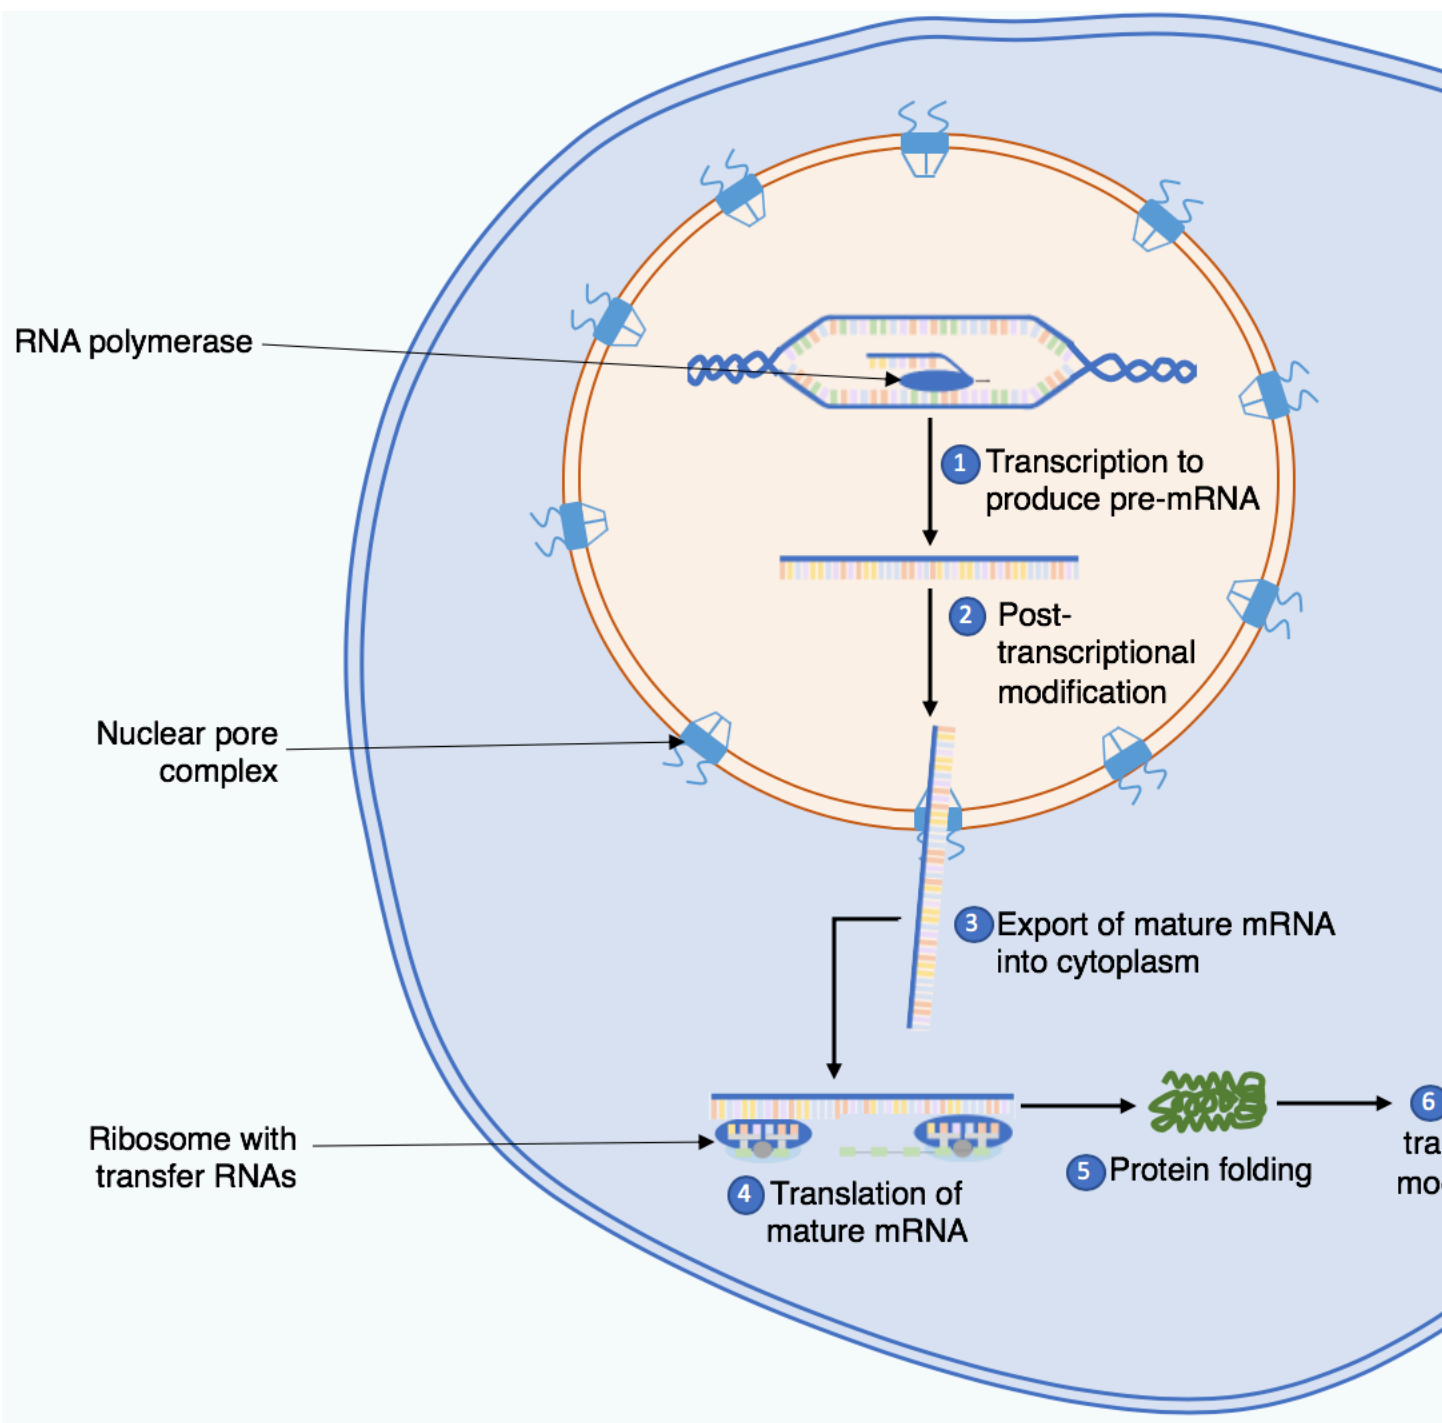 RNA polymerase
1 Transcription to
produce pre-mRNA
2 Post-
transcriptional
modification
Nuclear pore
complex
3 Export of mature mRNA
into cytoplasm
Ribosome with
transfer RNAs
4 Translation of
mature mRNA
5 Protein folding
6